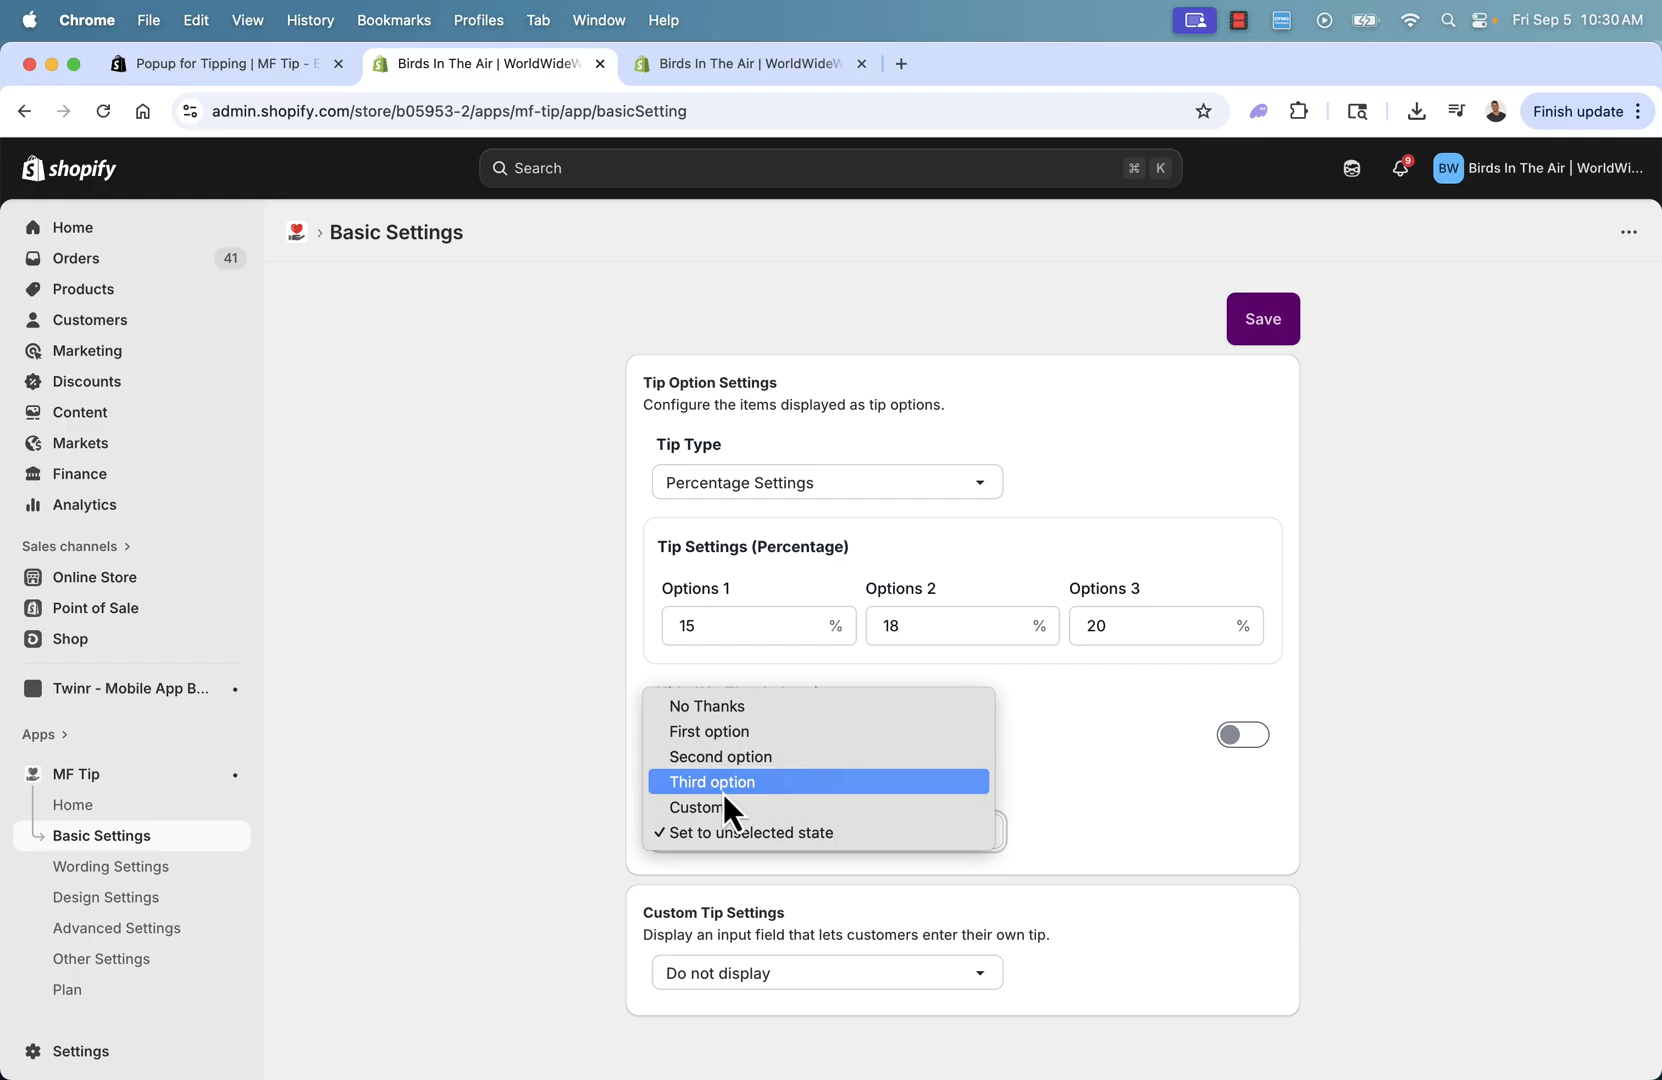 Chrome File Edit View History Bookmarks Profiles Tab Window Help Fri Sep 5 10:30 AM
Popup for Tipping | MF Tip - E
Birds In The Air | WorldWideW
Birds In The Air | WorldWideW
admin.shopify.com/store/b05953-2/apps/mf-tip/app/basicSetting
Finish update
shopify
Search
⌘ K
9
BW Birds In The Air | WorldWi...
Home
Orders 41
Products
Customers
Marketing
Discounts
Content
Markets
Finance
Analytics
Sales channels >
Online Store
Point of Sale
Shop
Twinr - Mobile App B... •
Apps >
MF Tip •
Home
Basic Settings
Wording Settings
Design Settings
Advanced Settings
Other Settings
Plan
Settings
› Basic Settings
Save
Tip Option Settings
Configure the items displayed as tip options.
Tip Type
Percentage Settings
Tip Settings (Percentage)
Options 1 Options 2 Options 3
15 % 18 % 20 %
No Thanks
First option
Second option
Third option
Custom
✓ Set to unselected state
Custom Tip Settings
Display an input field that lets customers enter their own tip.
Do not display